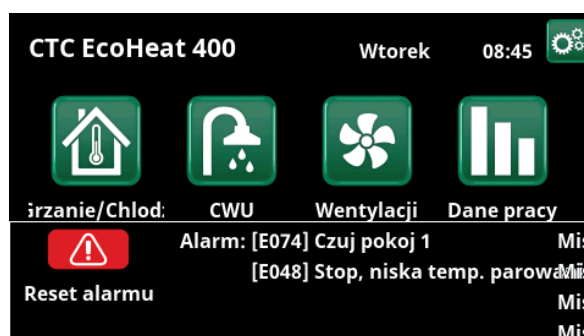 CTC EcoHeat 400 Wtorek 08:45
CWU Wentylacji Dane pracy
Alarm: [E074] Czuj pokoj 1
[E048] Stop, niska temp.
Reset alarmu